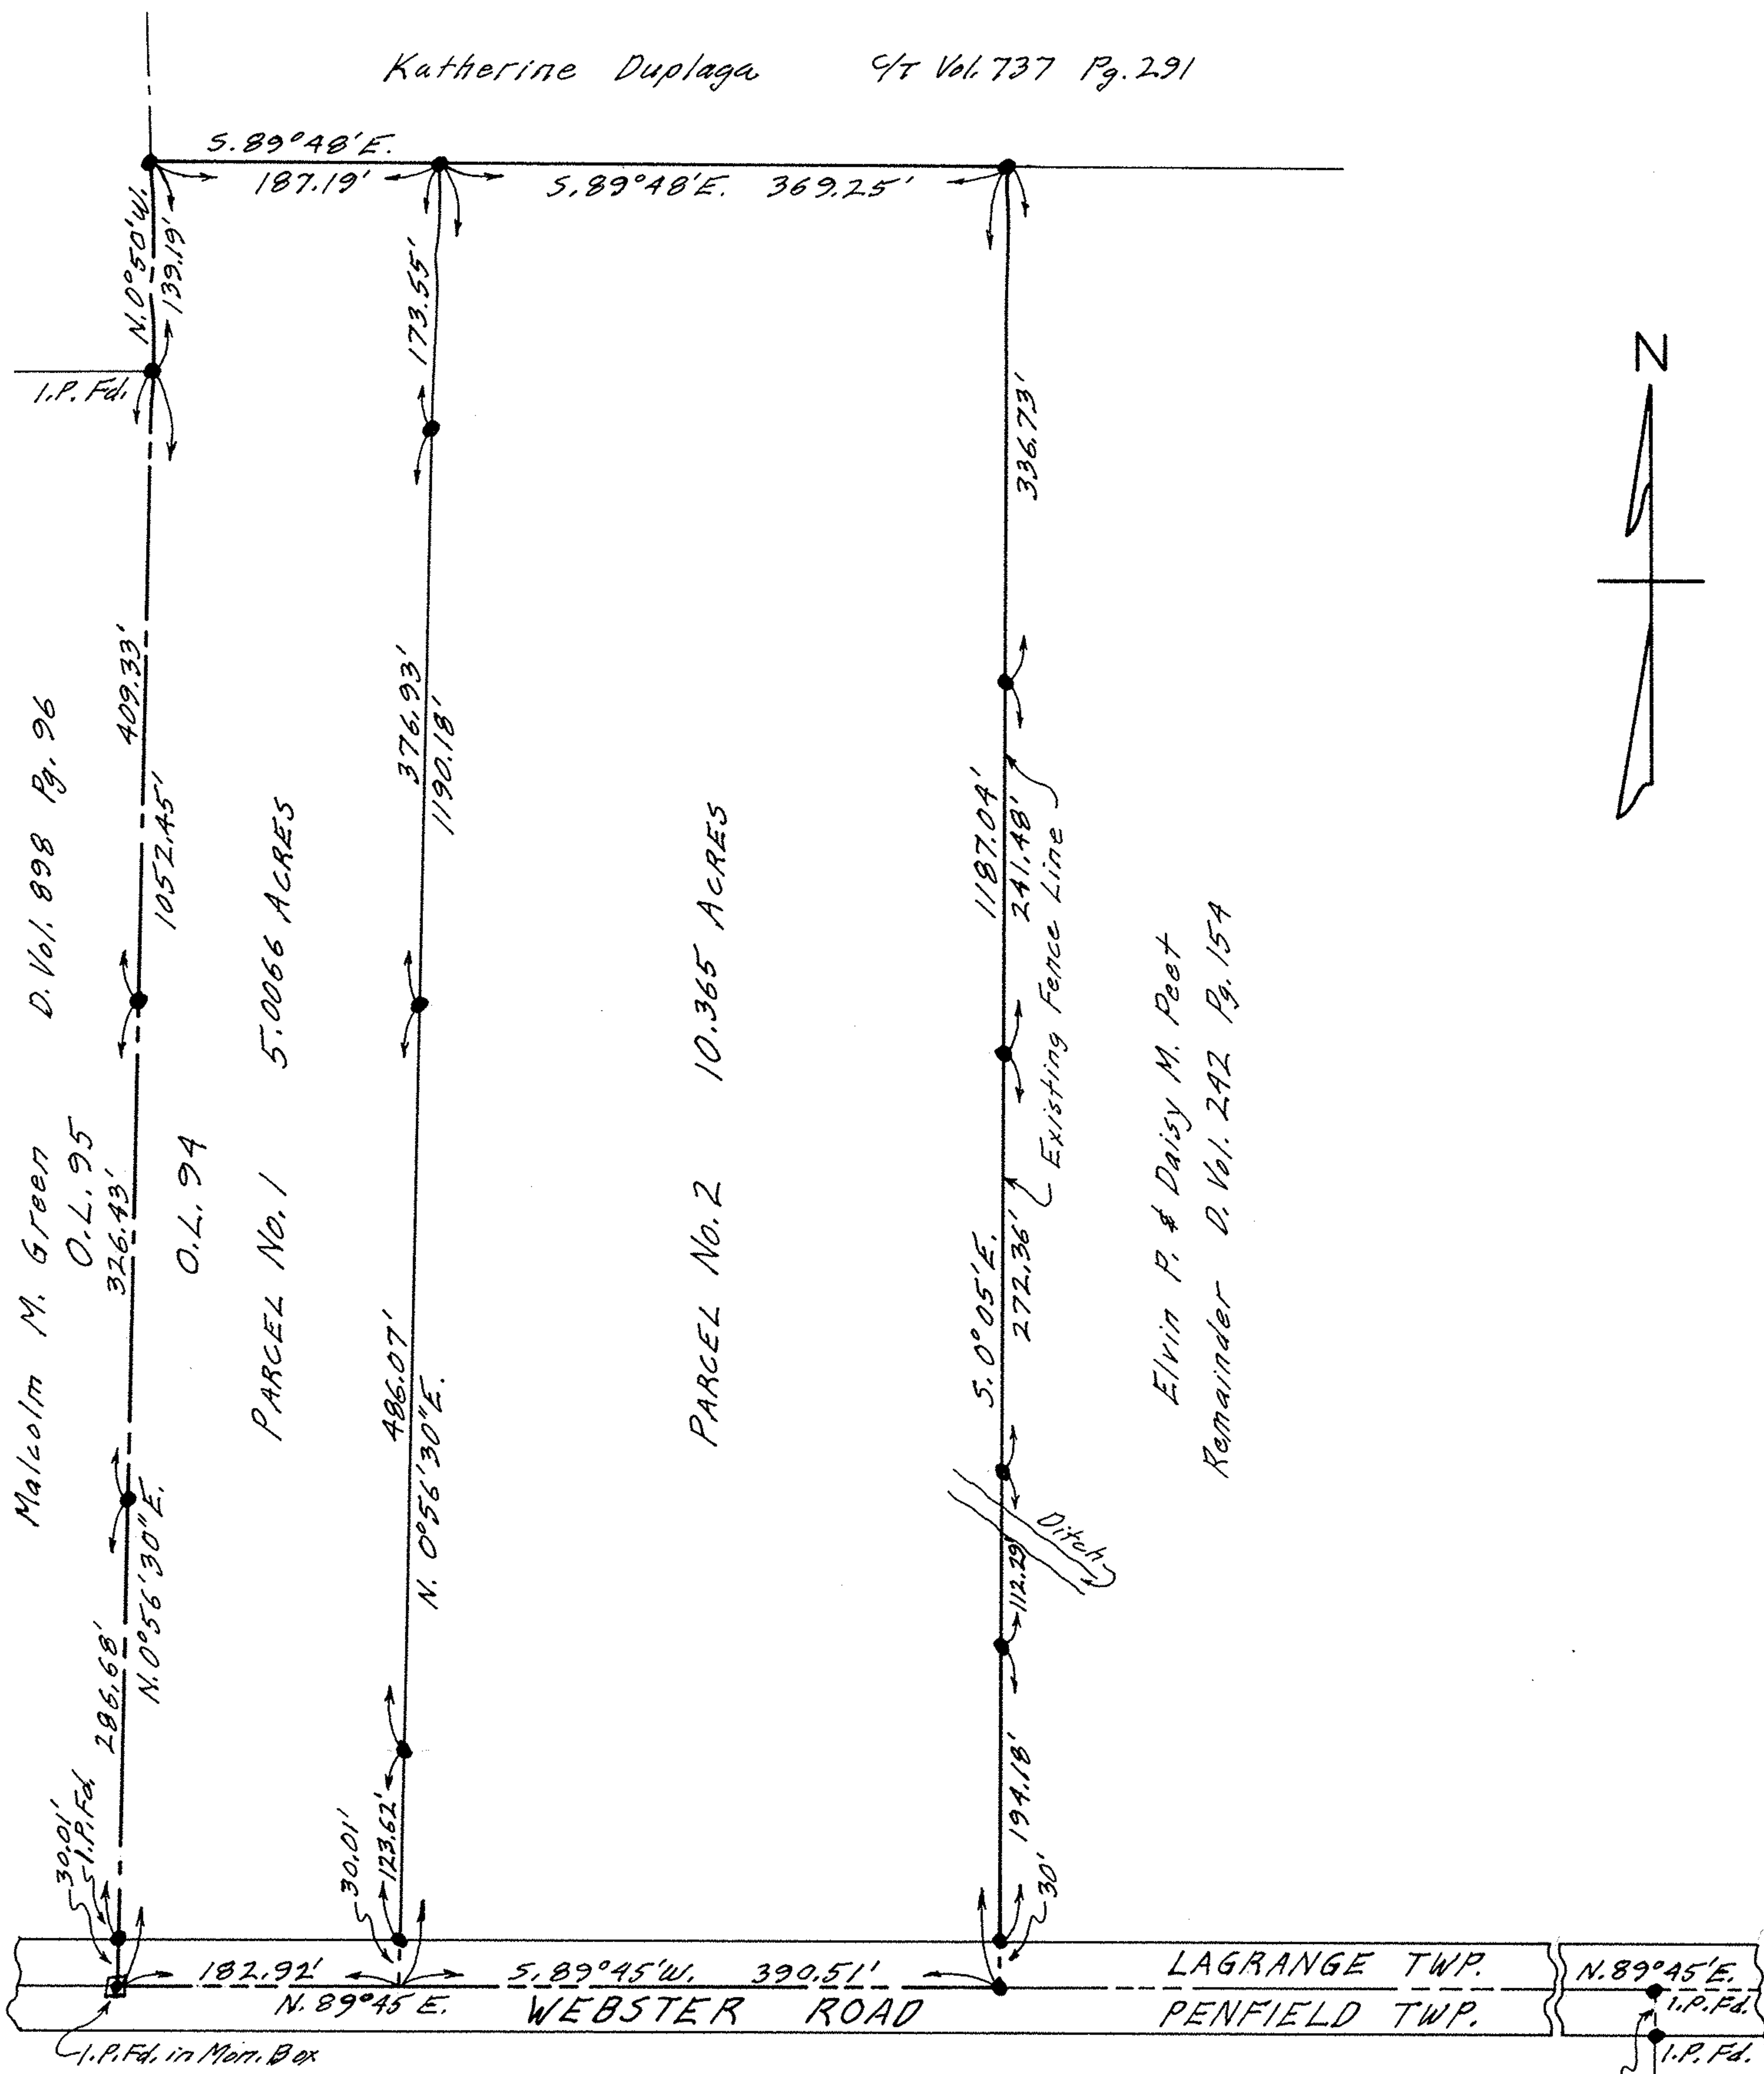 Katherine Duplaga C/T Vol. 737 Pg. 291
S. 89°48' E.
187.19'
S. 89°48' E. 369.25'
N. 0°50' W.
139.19'
I.P. Fd.
173.55'
336.73'
N
409.33'
1052.45'
376.93'
1190.18'
1187.04'
241.48'
Existing Fence Line
Malcolm M. Green D. Vol. 898 Pg. 96
O.L. 95
326.43'
O.L. 94
PARCEL No. 1 5.0066 ACRES
PARCEL No. 2 10.365 ACRES
S. 0°05' E.
272.36'
Elvin P. & Daisy M. Peet
Remainder D. Vol. 242 Pg. 154
486.07'
N. 0°56'30" E.
286.68'
N. 0°56'30" E.
Ditch
112.29'
194.18'
30.01'
I.P. Fd.
30.01'
123.62'
30'
182.92'
N. 89°45 E.
S. 89°45' W. 390.51'
WEBSTER ROAD
LAGRANGE TWP.
PENFIELD TWP.
N. 89°45' E.
I.P. Fd.
I.P. Fd.
I.P. Fd. in Mon. Box